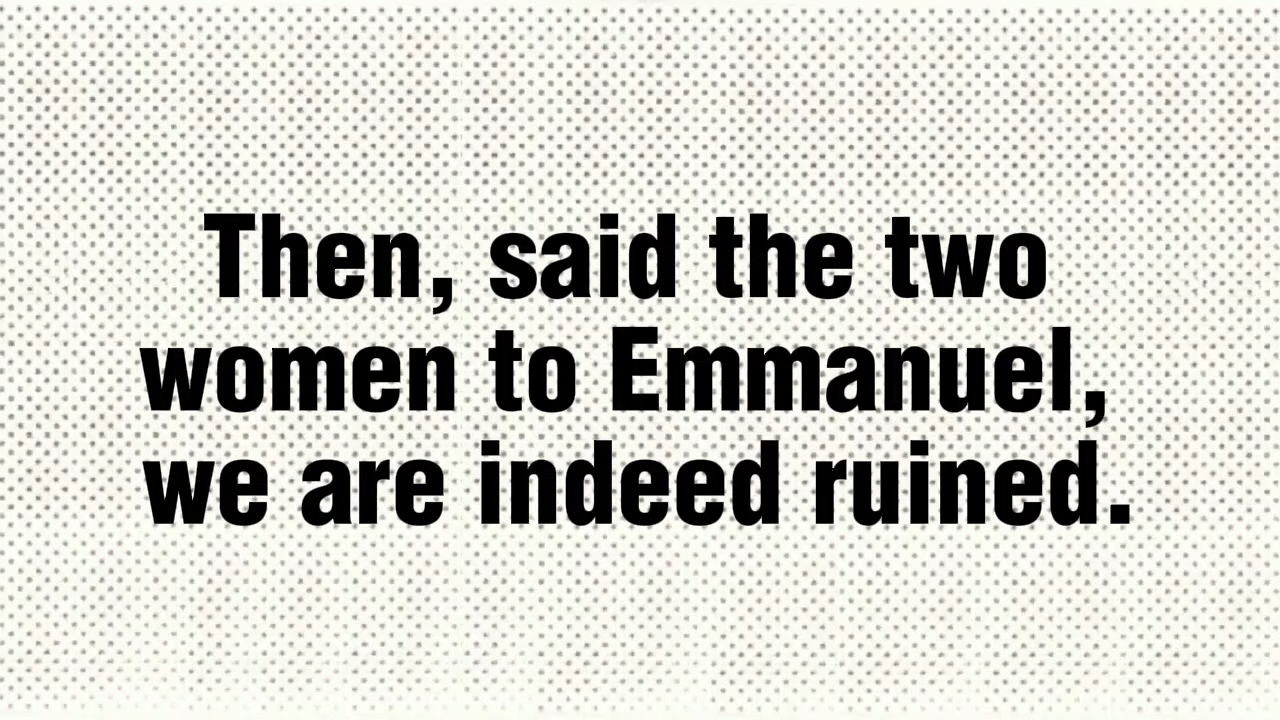 Then, said the two
women to Emmanuel,
we are indeed ruined.